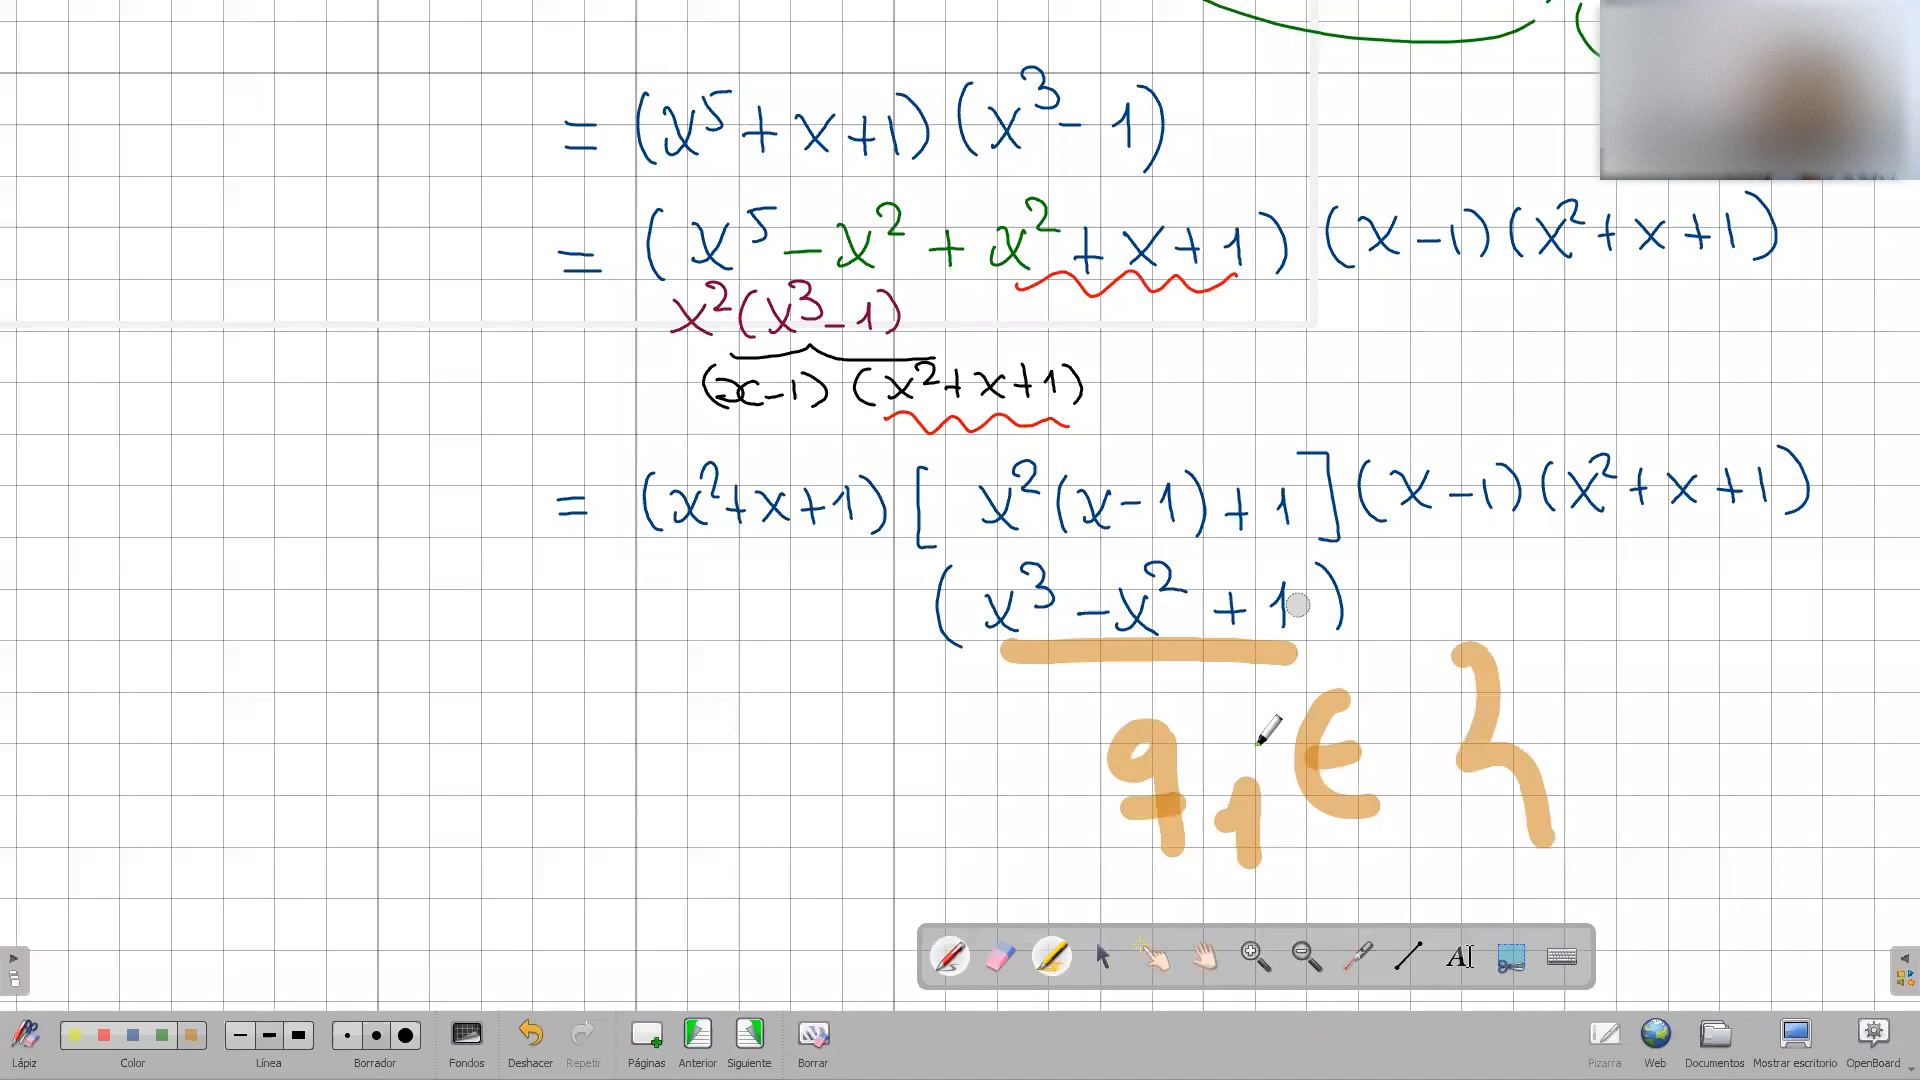 = (x⁵ + x + 1) (x³ - 1)
= (x⁵ - x² + x² + x + 1) (x - 1) (x² + x + 1)
x² (x³ - 1)
(x - 1) (x² + x + 1)
= (x² + x + 1) [ x² (x - 1) + 1 ] (x - 1) (x² + x + 1)
( x³ - x² + 1 )
q₁ ∈
A
Lápiz Color Línea Borrador Fondos Deshacer Repetir Páginas Anterior Siguiente Borrar Pizarra Web Documentos Mostrar escritorio OpenBoard